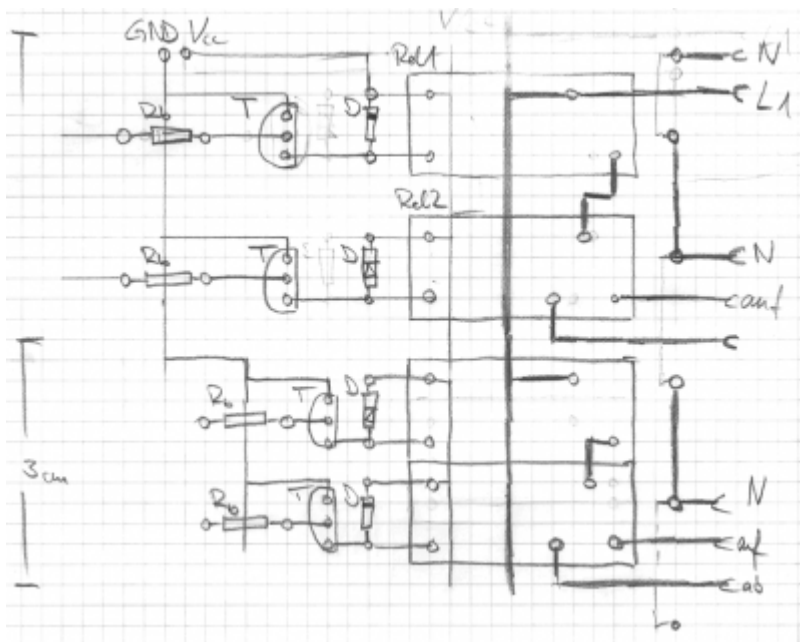 GND Vcc
Rel1
N
L1
Rb T D
Rel2
Rb T D
N
auf
Rb T D
3cm
Rb T D
N
auf
ab